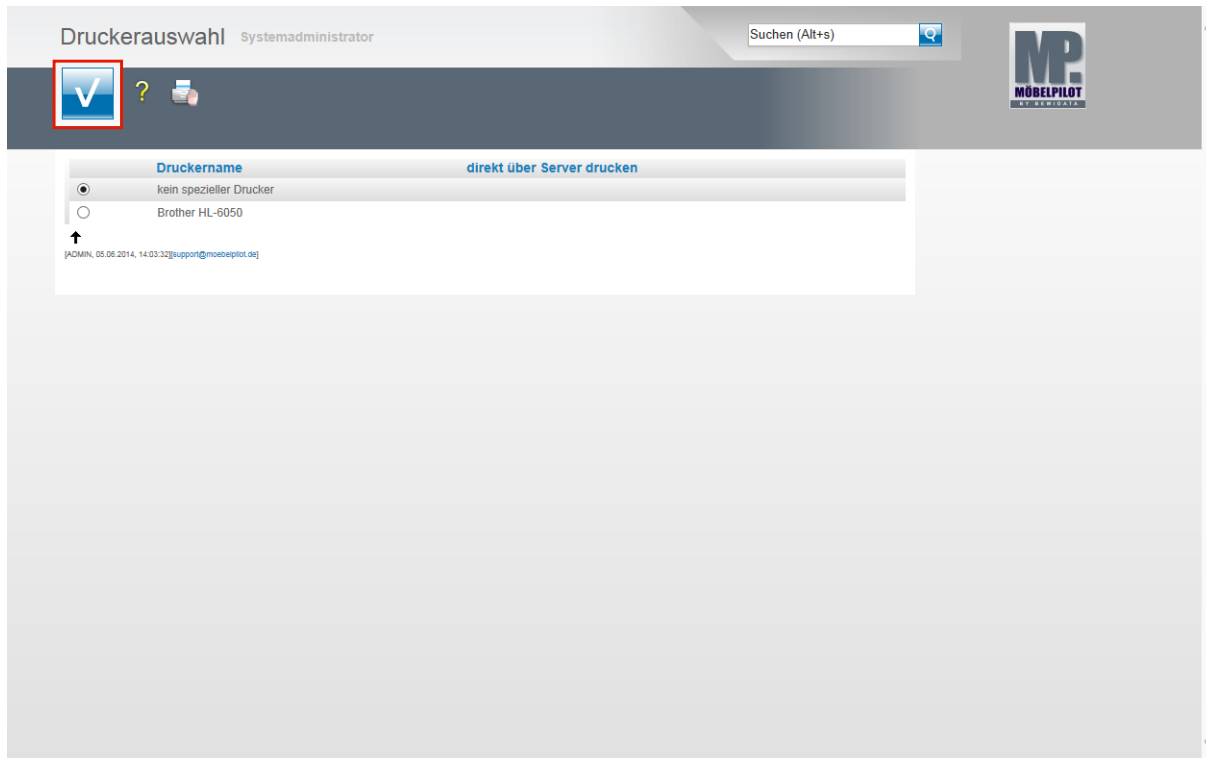 Druckerauswahl Systemadministrator
Suchen (Alt+s)
MP.
MÖBELPILOT
BY BEWIDATA
?
Druckername direkt über Server drucken
kein spezieller Drucker
Brother HL-6050
[ADMIN, 05.06.2014, 14:03:32][support@moebelpilot.de]